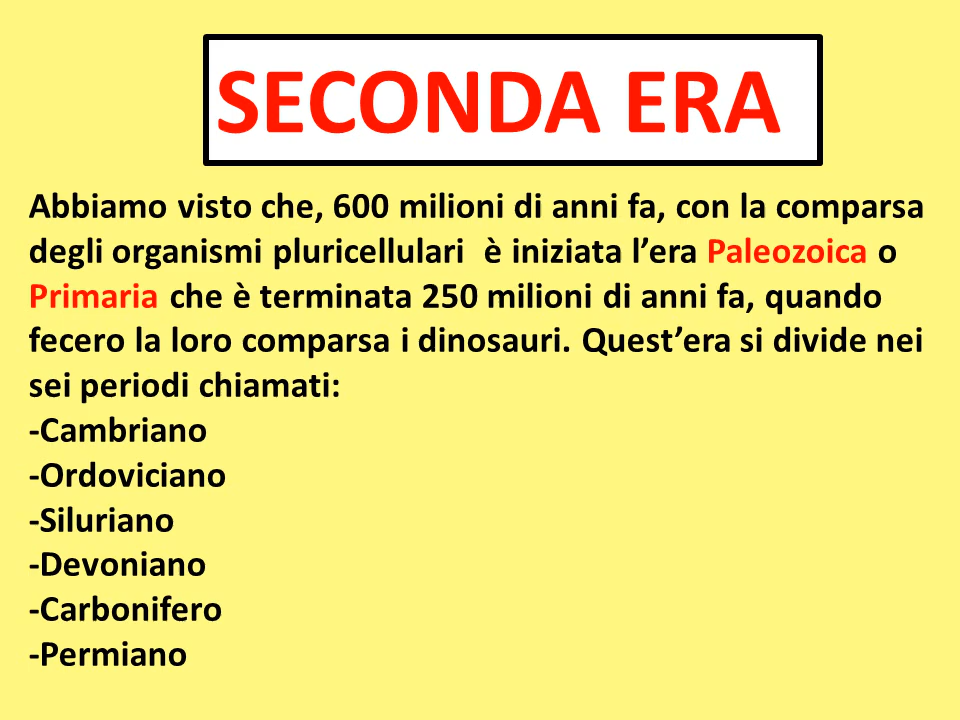 SECONDA ERA
Abbiamo visto che, 600 milioni di anni fa, con la comparsa
degli organismi pluricellulari è iniziata l’era Paleozoica o
Primaria che è terminata 250 milioni di anni fa, quando
fecero la loro comparsa i dinosauri. Quest’era si divide nei
sei periodi chiamati:
-Cambriano
-Ordoviciano
-Siluriano
-Devoniano
-Carbonifero
-Permiano